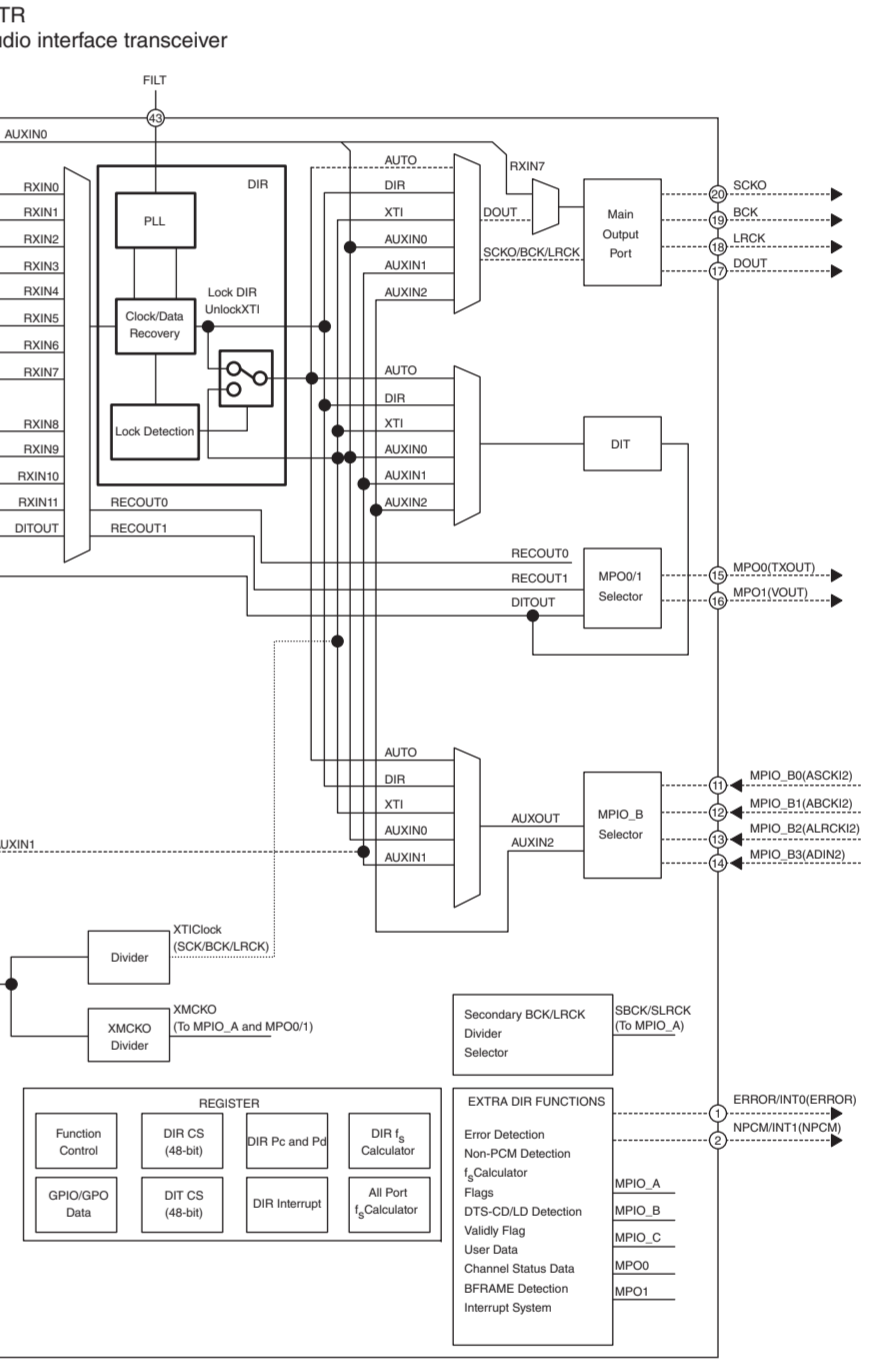 TR
udio interface transceiver
FILT
43
AUXIN0
RXIN0
RXIN1
RXIN2
RXIN3
RXIN4
RXIN5
RXIN6
RXIN7
RXIN8
RXIN9
RXIN10
RXIN11
DITOUT
DIR
PLL
Clock/Data
Recovery
Lock DIR
UnlockXTI
Lock Detection
RECOUT0
RECOUT1
AUTO
DIR
XTI
AUXIN0
AUXIN1
AUXIN2
RXIN7
DOUT
SCKO/BCK/LRCK
Main
Output
Port
20
SCKO
19
BCK
18
LRCK
17
DOUT
AUTO
DIR
XTI
AUXIN0
AUXIN1
AUXIN2
DIT
RECOUT0
RECOUT1
DITOUT
MPO0/1
Selector
15
MPO0(TXOUT)
16
MPO1(VOUT)
AUTO
DIR
XTI
AUXIN0
AUXIN1
AUXOUT
AUXIN2
MPIO_B
Selector
11
MPIO_B0(ASCKI2)
12
MPIO_B1(ABCKI2)
13
MPIO_B2(ALRCKI2)
14
MPIO_B3(ADIN2)
UXIN1
Divider
XTIClock
(SCK/BCK/LRCK)
XMCKO
Divider
XMCKO
(To MPIO_A and MPO0/1)
Secondary BCK/LRCK
Divider
Selector
SBCK/SLRCK
(To MPIO_A)
REGISTER
Function
Control
DIR CS
(48-bit)
DIR Pc and Pd
DIR fs
Calculator
GPIO/GPO
Data
DIT CS
(48-bit)
DIR Interrupt
All Port
fsCalculator
EXTRA DIR FUNCTIONS
Error Detection
Non-PCM Detection
fsCalculator
Flags
DTS-CD/LD Detection
Validly Flag
User Data
Channel Status Data
BFRAME Detection
Interrupt System
1
ERROR/INT0(ERROR)
2
NPCM/INT1(NPCM)
MPIO_A
MPIO_B
MPIO_C
MPO0
MPO1